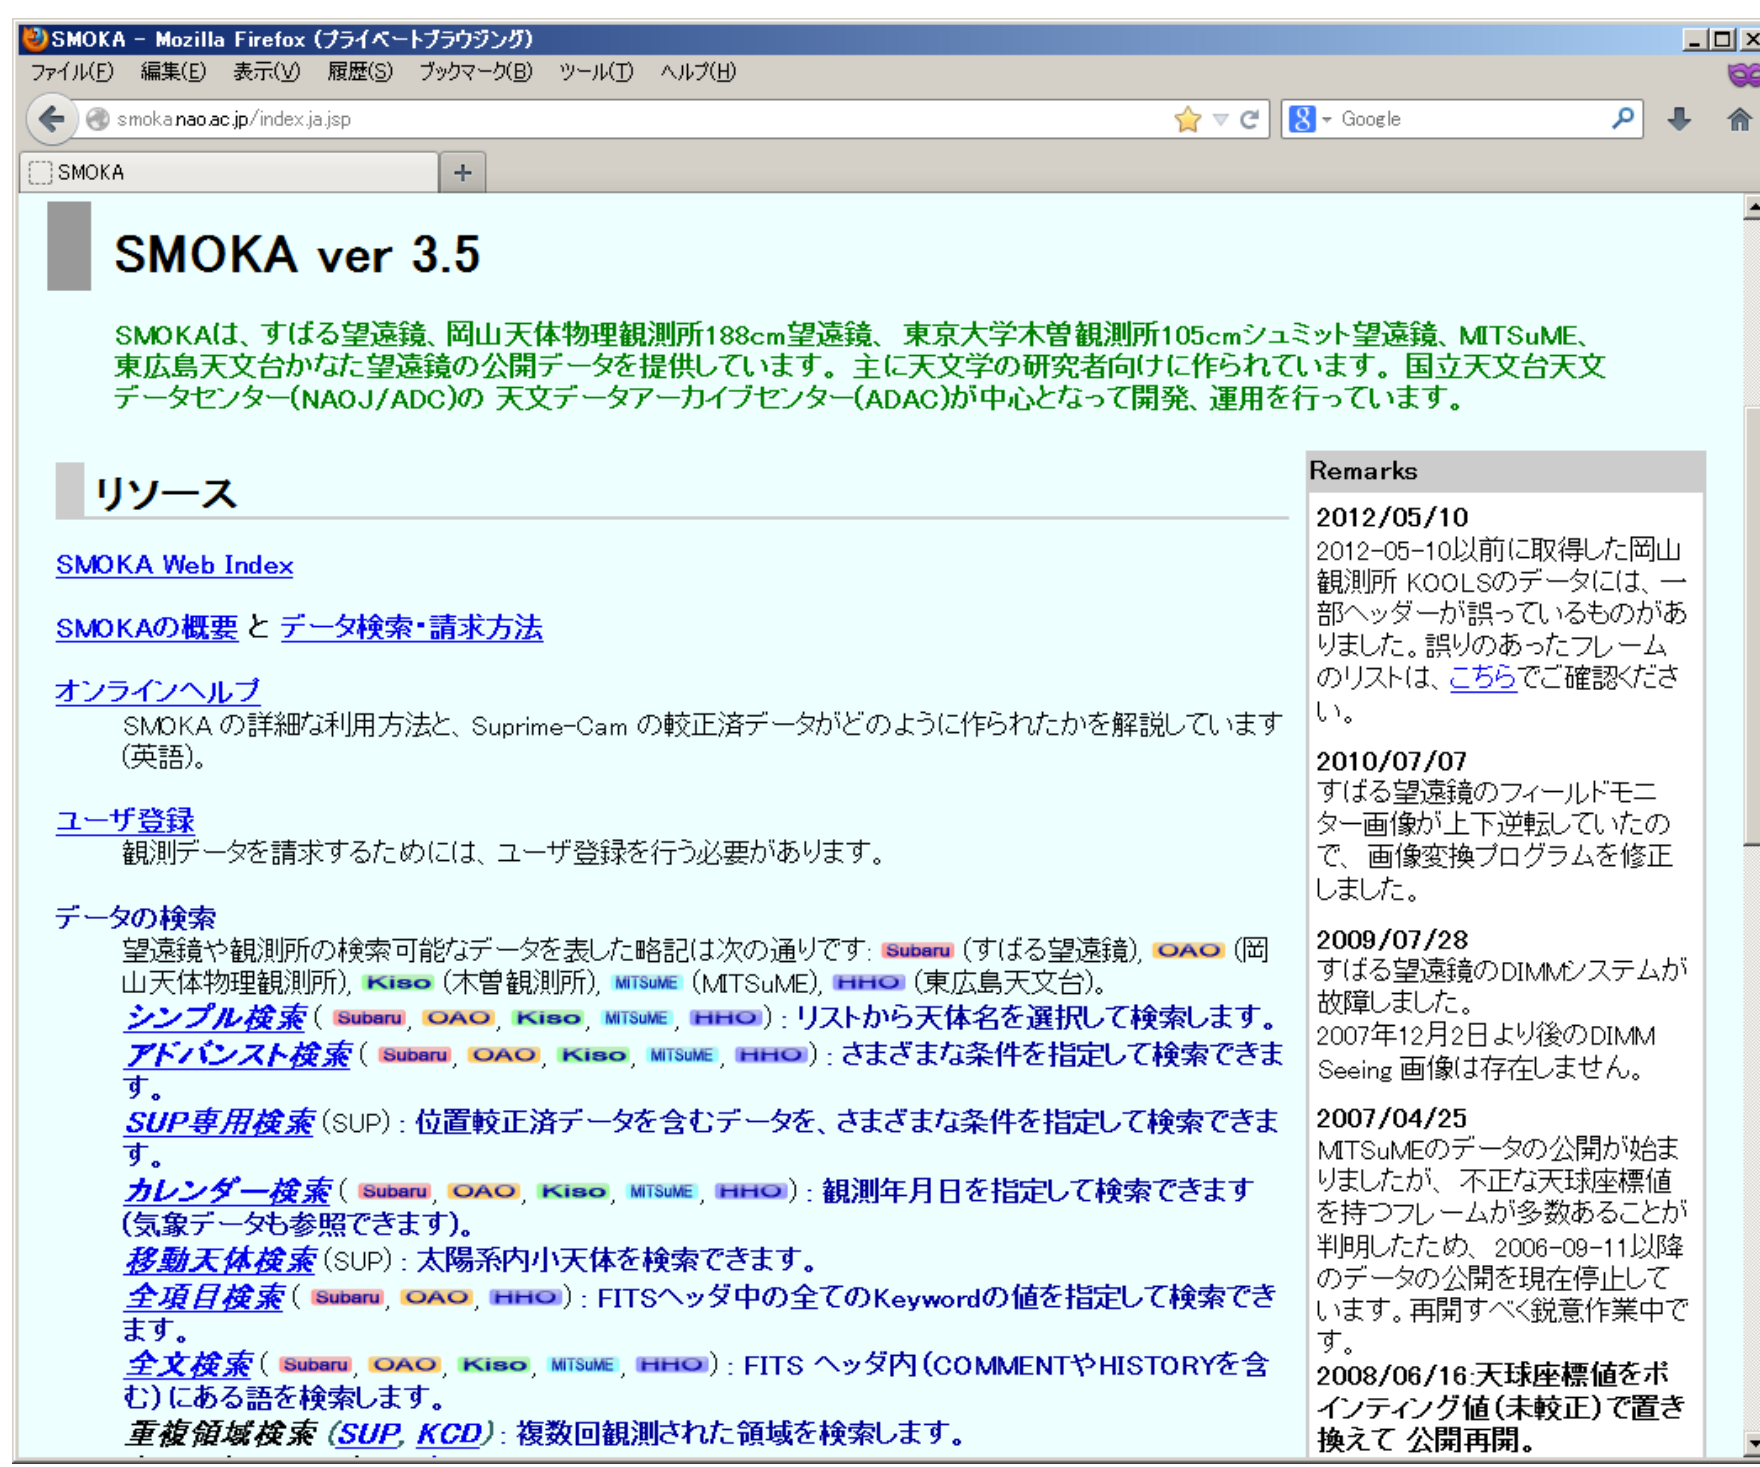 SMOKA - Mozilla Firefox (プライベートブラウジング)
ファイル(F) 編集(E) 表示(V) 履歴(S) ブックマーク(B) ツール(T) ヘルプ(H)
smoka.nao.ac.jp/index.ja.jsp
Google
SMOKA
SMOKA ver 3.5
SMOKAは、すばる望遠鏡、岡山天体物理観測所188cm望遠鏡、 東京大学木曽観測所105cmシュミット望遠鏡、MITSuME、
東広島天文台かなた望遠鏡の公開データを提供しています。主に天文学の研究者向けに作られています。国立天文台天文
データセンター(NAOJ/ADC)の 天文データアーカイブセンター(ADAC)が中心となって開発、運用を行っています。
リソース
SMOKA Web Index
SMOKAの概要 と データ検索・請求方法
オンラインヘルプ
SMOKA の詳細な利用方法と、Suprime-Cam の較正済データがどのように作られたかを解説しています
(英語)。
ユーザ登録
観測データを請求するためには、ユーザ登録を行う必要があります。
データの検索
望遠鏡や観測所の検索可能なデータを表した略記は次の通りです: Subaru (すばる望遠鏡), OAO (岡
山天体物理観測所), Kiso (木曽観測所), MITSuME (MITSuME), HHO (東広島天文台)。
シンプル検索 ( Subaru, OAO, Kiso, MITSuME, HHO ) : リストから天体名を選択して検索します。
アドバンスト検索 ( Subaru, OAO, Kiso, MITSuME, HHO ) : さまざまな条件を指定して検索できま
す。
SUP専用検索 (SUP) : 位置較正済データを含むデータを、さまざまな条件を指定して検索できま
す。
カレンダー検索 ( Subaru, OAO, Kiso, MITSuME, HHO ) : 観測年月日を指定して検索できます
(気象データも参照できます)。
移動天体検索 (SUP) : 太陽系内小天体を検索できます。
全項目検索 ( Subaru, OAO, HHO ) : FITSヘッダ中の全てのKeywordの値を指定して検索でき
ます。
全文検索 ( Subaru, OAO, Kiso, MITSuME, HHO ) : FITS ヘッダ内(COMMENTやHISTORYを含
む)にある語を検索します。
重複領域検索 (SUP, KCD) : 複数回観測された領域を検索します。
Remarks
2012/05/10
2012-05-10以前に取得した岡山
観測所 KOOLSのデータには、一
部ヘッダーが誤っているものがあ
りました。誤りのあったフレーム
のリストは、こちらでご確認くださ
い。
2010/07/07
すばる望遠鏡のフィールドモニ
ター画像が上下逆転していたの
で、 画像変換プログラムを修正
しました。
2009/07/28
すばる望遠鏡のDIMMシステムが
故障しました。
2007年12月2日より後のDIMM
Seeing 画像は存在しません。
2007/04/25
MITSuMEのデータの公開が始ま
りましたが、 不正な天球座標値
を持つフレームが多数あることが
判明したため、 2006-09-11以降
のデータの公開を現在停止して
います。再開すべく鋭意作業中で
す。
2008/06/16:天球座標値をポ
インティング値(未較正)で置き
換えて 公開再開。